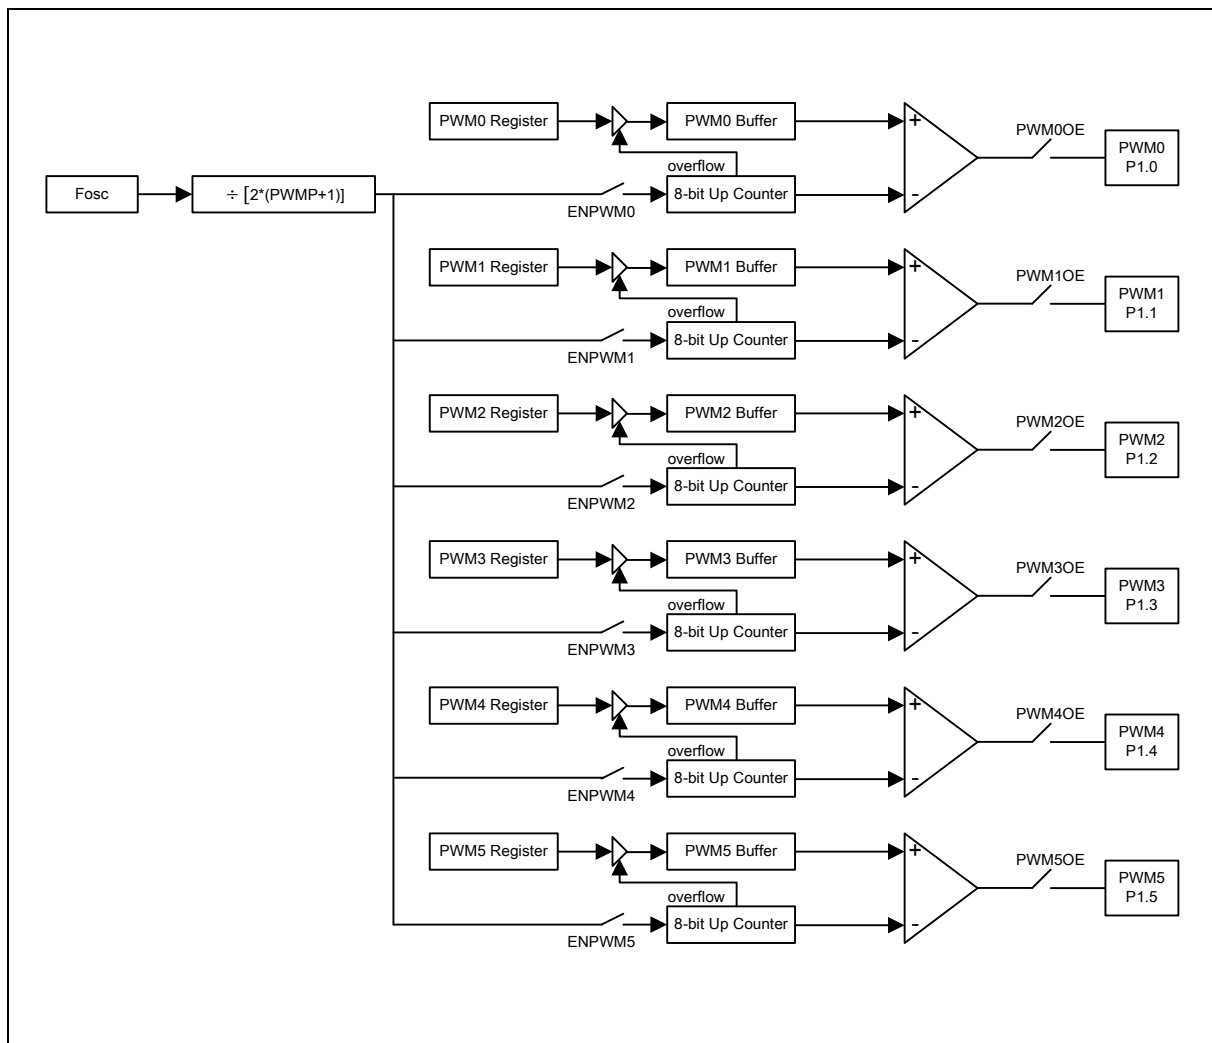 PWM0 Register
PWM0 Buffer
+
PWM0OE
PWM0
P1.0
overflow
Fosc
÷ [2*(PWMP+1)]
8-bit Up Counter
-
ENPWM0
PWM1 Register
PWM1 Buffer
+
PWM1OE
PWM1
P1.1
overflow
8-bit Up Counter
-
ENPWM1
PWM2 Register
PWM2 Buffer
+
PWM2OE
PWM2
P1.2
overflow
8-bit Up Counter
-
ENPWM2
PWM3 Register
PWM3 Buffer
+
PWM3OE
PWM3
P1.3
overflow
8-bit Up Counter
-
ENPWM3
PWM4 Register
PWM4 Buffer
+
PWM4OE
PWM4
P1.4
overflow
8-bit Up Counter
-
ENPWM4
PWM5 Register
PWM5 Buffer
+
PWM5OE
PWM5
P1.5
overflow
8-bit Up Counter
-
ENPWM5